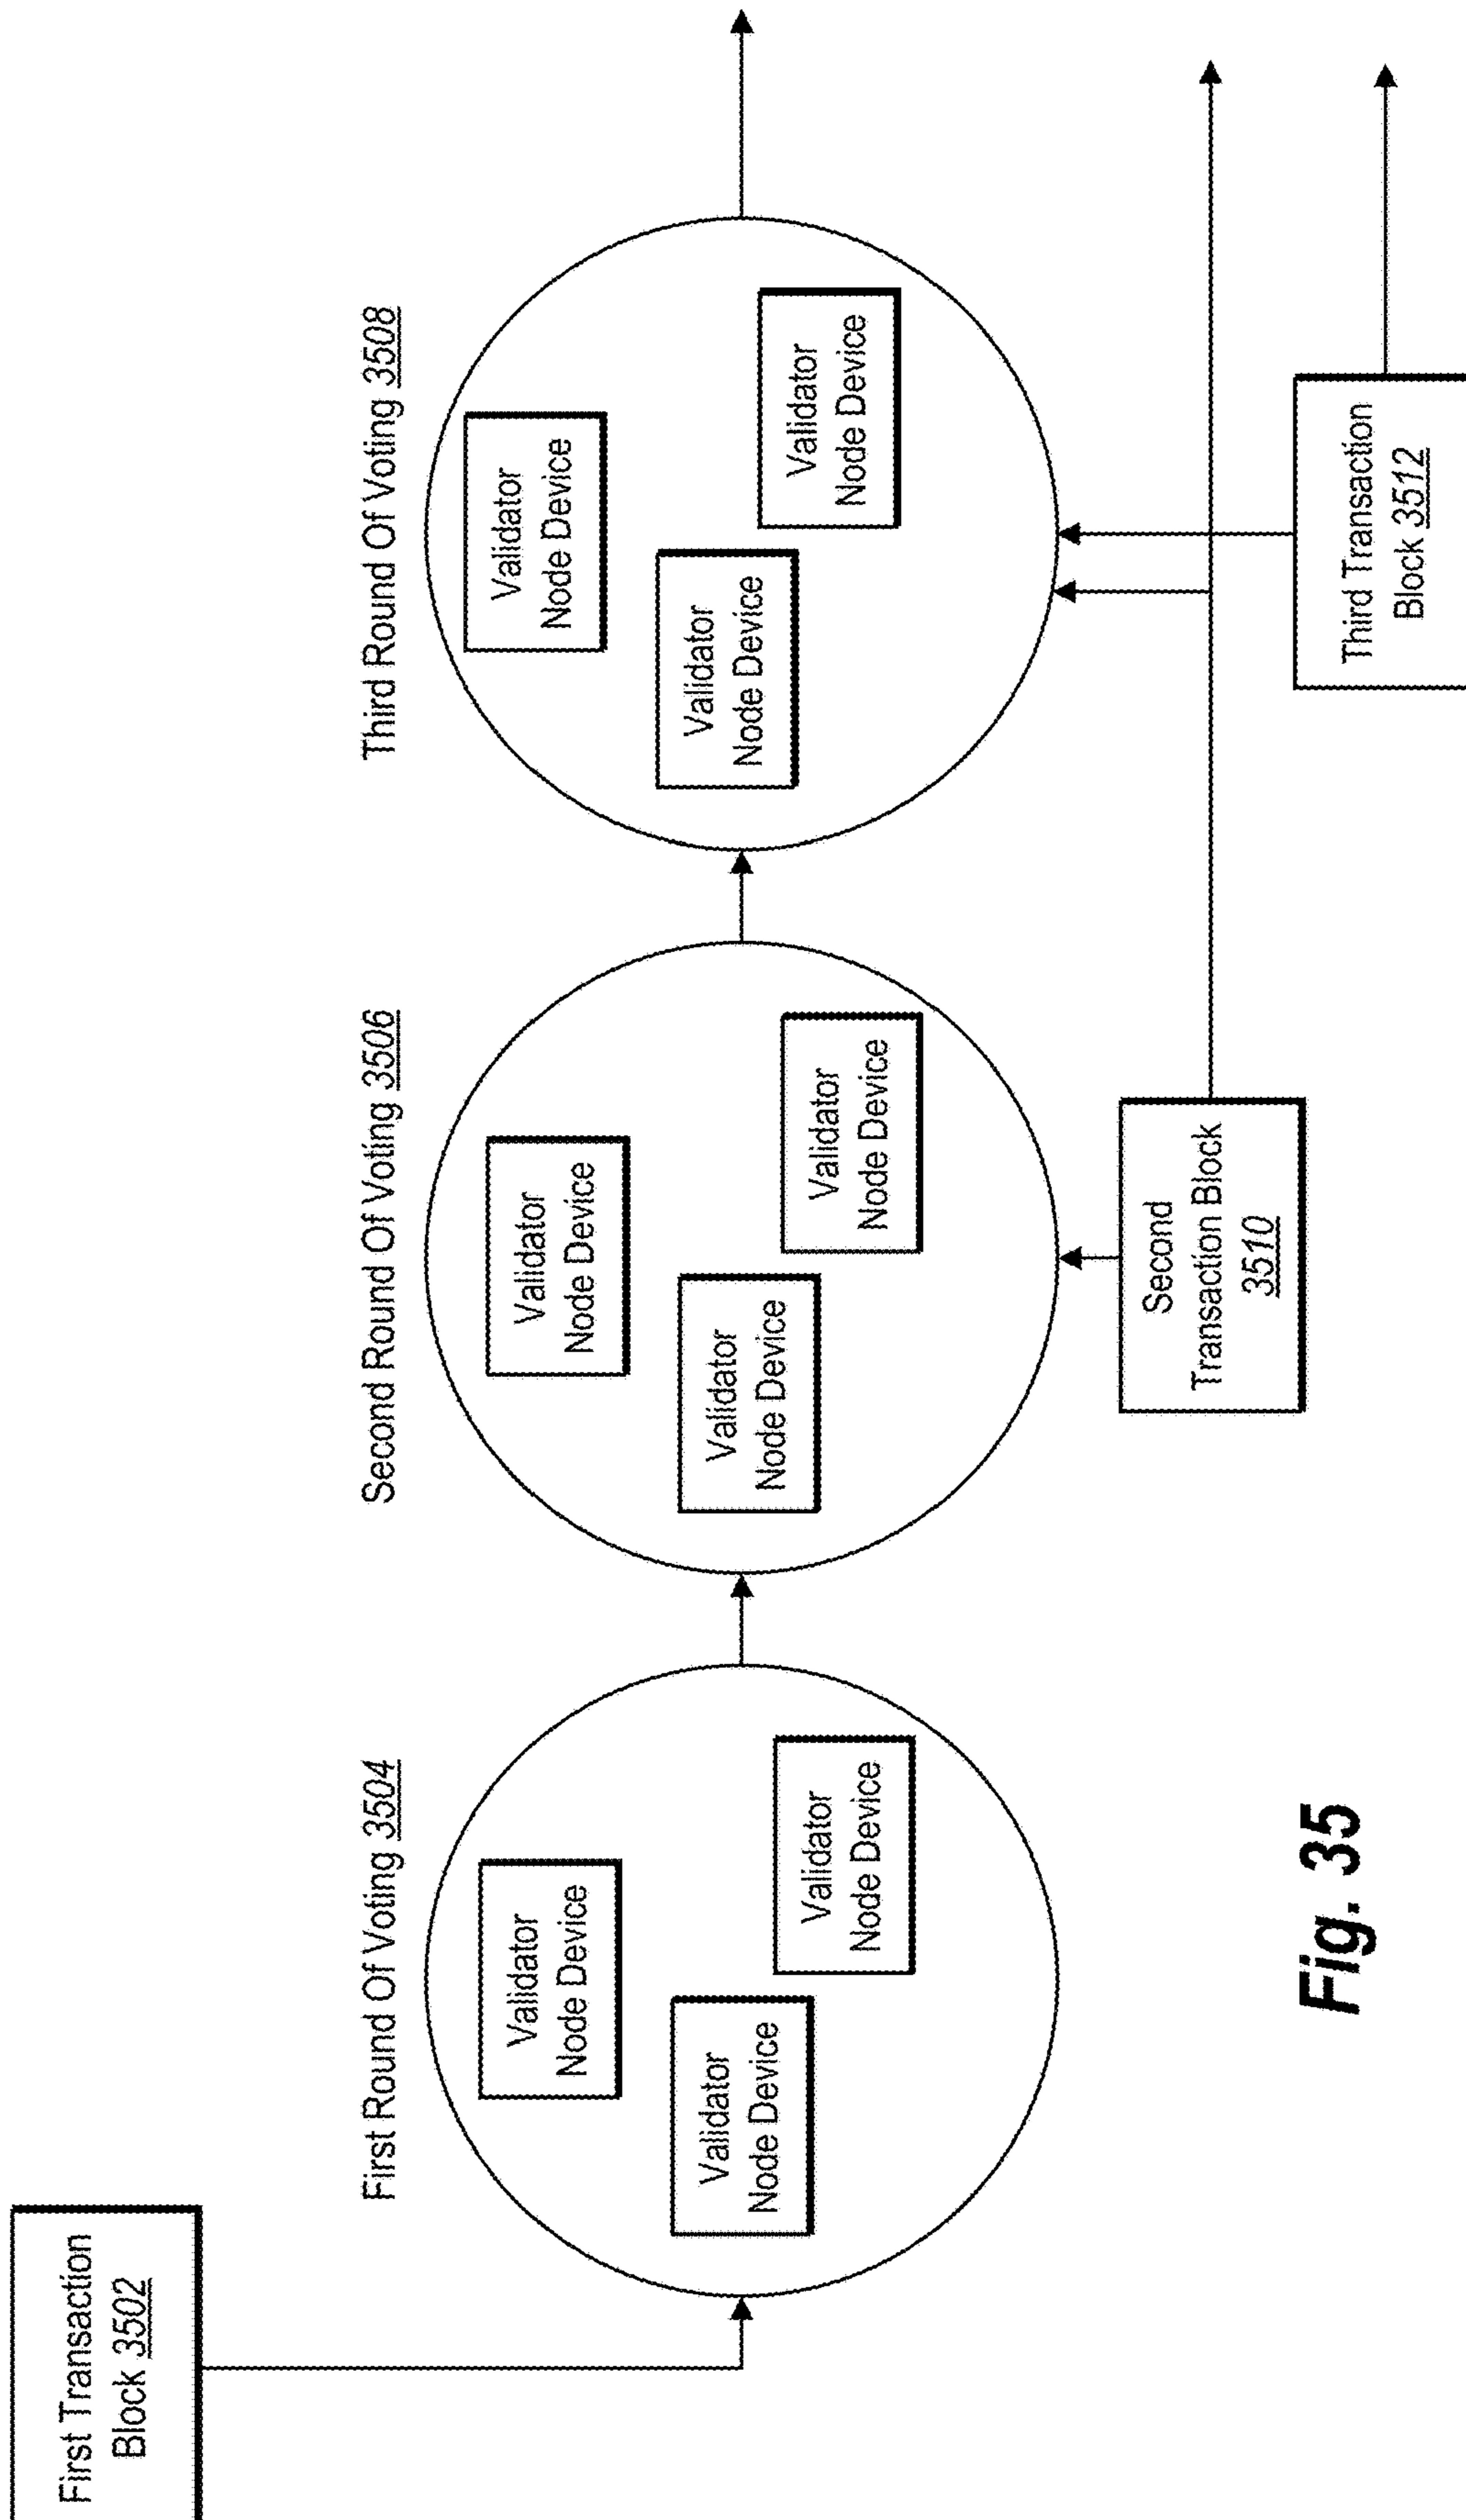 First Transaction
Block 3502
First Round Of Voting 3504
Validator
Node Device
Validator
Node Device
Validator
Node Device
Second Round Of Voting 3506
Validator
Node Device
Validator
Node Device
Validator
Node Device
Third Round Of Voting 3508
Validator
Node Device
Validator
Node Device
Validator
Node Device
Second
Transaction Block
3510
Third Transaction
Block 3512
Fig. 35